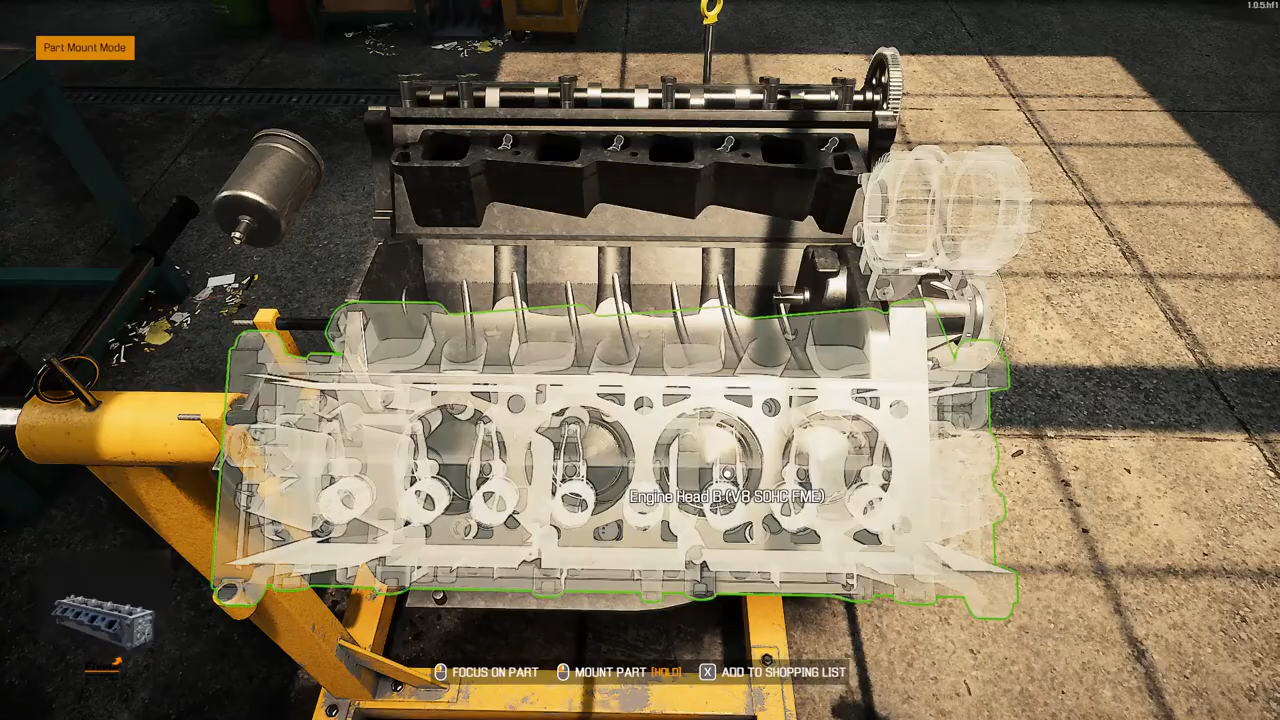 1.0.5.hf1
Part Mount Mode
Engine Head B (V8 SOHC FME)
FOCUS ON PART
MOUNT PART [HOLD]
X ADD TO SHOPPING LIST